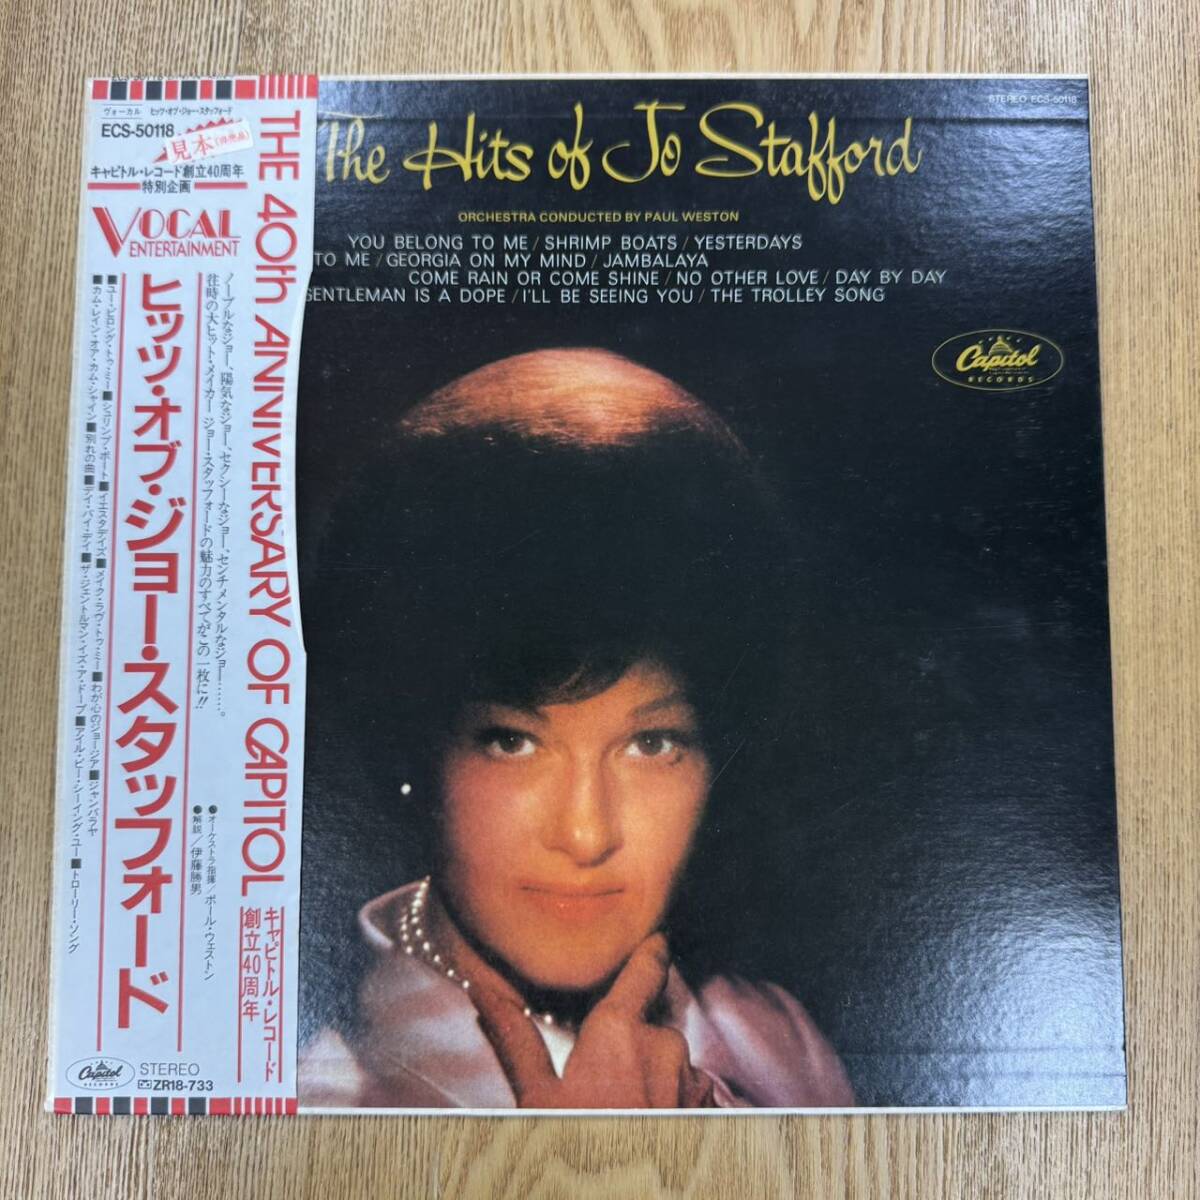 ヴォーカル ヒッツ・オブ・ジョー・スタッフォード
ECS-50118
見本(非売品)
キャピトル・レコード創立40周年
特別企画
VOCAL
ENTERTAINMENT
THE 40th ANNIVERSARY OF CAPITOL
キャピトル・レコード
創立40周年
ノーブルなジョー、陽気なジョー、セクシーなジョー、センチメンタルなジョー……。
往時の大ヒット・メイカー ジョー・スタッフォードの魅力のすべてがこの一枚に!!
●オーケストラ指揮/ポール・ウェストン
●解説/伊藤勝男
ヒッツ・オブ・ジョー・スタッフォード
■ユー・ビロング・トゥ・ミー■シュリンプ・ボート■イエスタデイズ■メイク・ラヴ・トゥ・ミー■わが心のジョージア■ジャンバラヤ
■カム・レイン・オア・カム・シャイン■別れの曲■デイ・バイ・デイ■ザ・ジェントルマン・イズ・ア・ドープ■アイル・ビー・シーイング・ユー■トローリー・ソング
Capitol
RECORDS
STEREO
ZR18-733
STEREO ECS-50118
The Hits of Jo Stafford
ORCHESTRA CONDUCTED BY PAUL WESTON
YOU BELONG TO ME / SHRIMP BOATS / YESTERDAYS
TO ME / GEORGIA ON MY MIND / JAMBALAYA
COME RAIN OR COME SHINE / NO OTHER LOVE / DAY BY DAY
GENTLEMAN IS A DOPE / I'LL BE SEEING YOU / THE TROLLEY SONG
Capitol
RECORDS